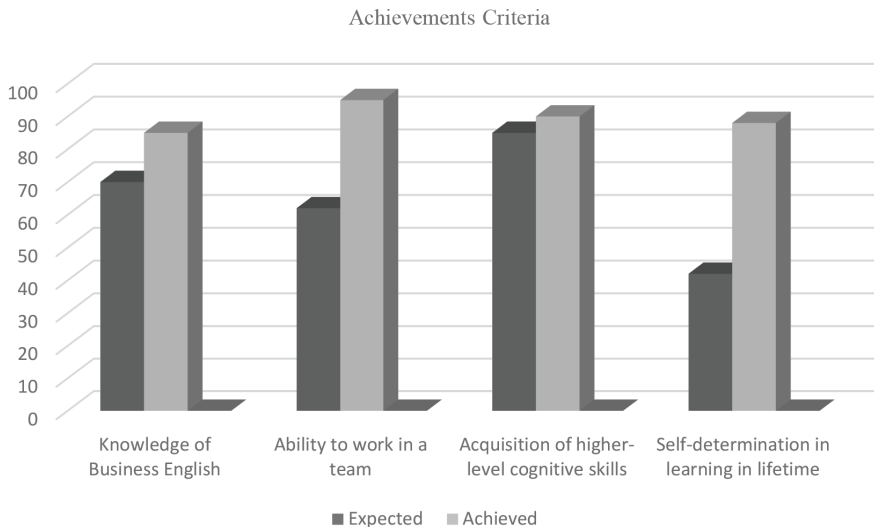 Achievements Criteria
100
90
80
70
60
50
40
30
20
10
0
Knowledge of
Business English
Ability to work in a
team
Acquisition of higher-
level cognitive skills
Self-determination in
learning in lifetime
Expected Achieved